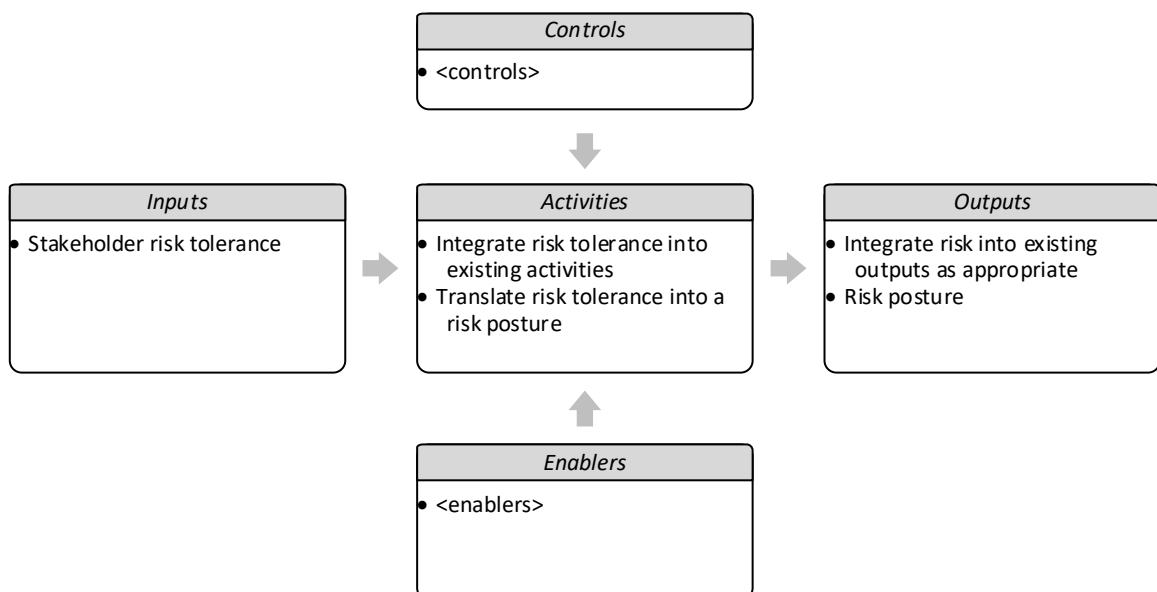 Controls
• <controls>
Inputs
• Stakeholder risk tolerance
Activities
• Integrate risk tolerance into
existing activities
• Translate risk tolerance into a
risk posture
Outputs
• Integrate risk into existing
outputs as appropriate
• Risk posture
Enablers
• <enablers>